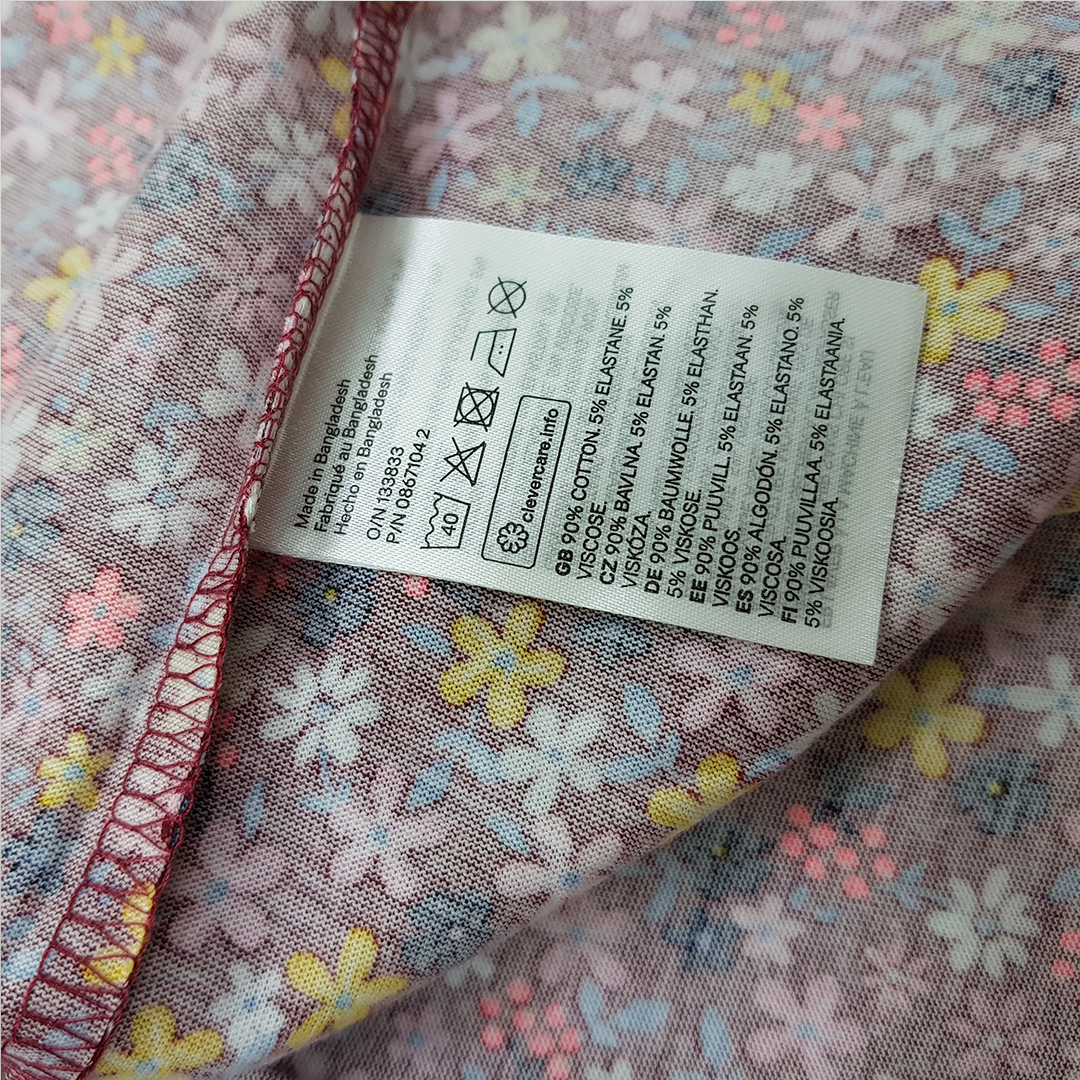 Made in Bangladesh
Fabriqué au Bangladesh
Hecho en Bangladesh
O/N 133833
P/N 0867104 2
40
clevercare.info
GB 90% COTTON. 5% ELASTANE. 5%
VISCOSE.
CZ 90% BAVLNA. 5% ELASTAN. 5%
VISKÓZA.
DE 90% BAUMWOLLE. 5% ELASTHAN.
5% VISKOSE.
EE 90% PUUVILL. 5% ELASTAAN. 5%
VISKOOS.
ES 90% ALGODÓN. 5% ELASTANO. 5%
VISCOSA.
FI 90% PUUVILLAA. 5% ELASTAANIA.
5% VISKOOSIA.